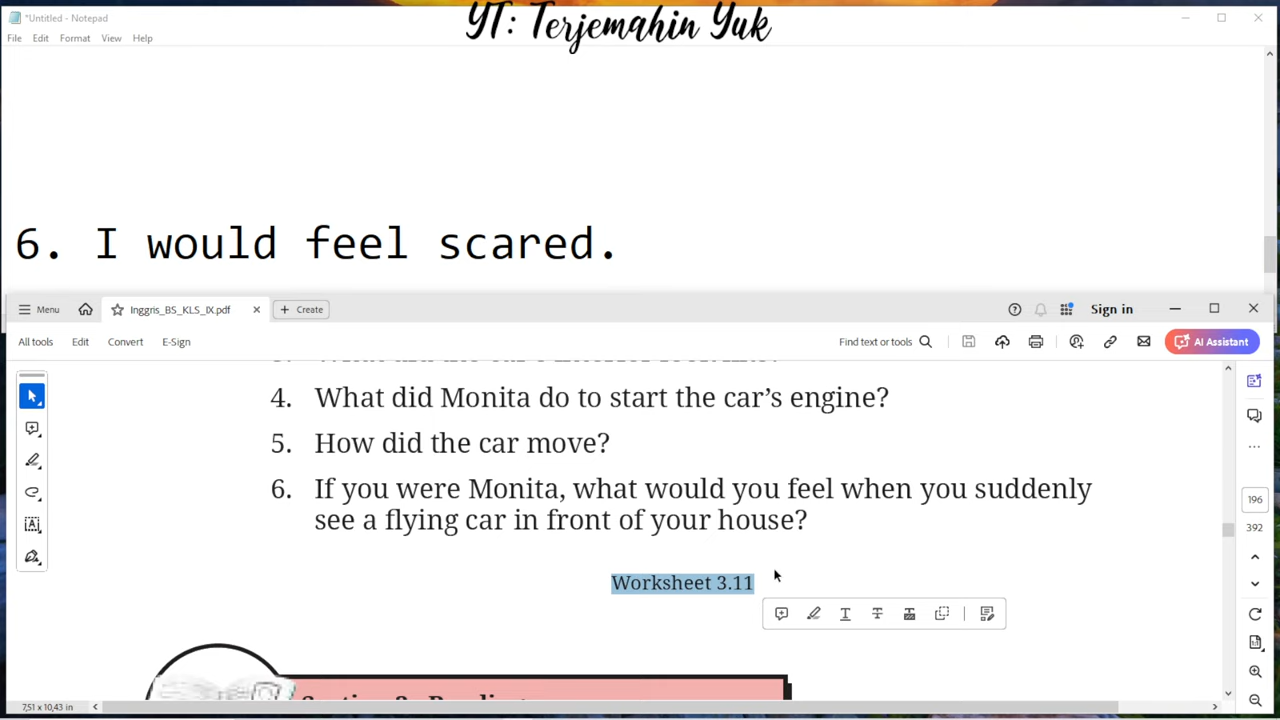 *Untitled - Notepad
YT: Terjemahin Yuk
File Edit Format View Help
6. I would feel scared.
Menu
Inggris_BS_KLS_IX.pdf
Create
Sign in
All tools Edit Convert E-Sign
Find text or tools
AI Assistant
4. What did Monita do to start the car's engine?
5. How did the car move?
6. If you were Monita, what would you feel when you suddenly
see a flying car in front of your house?
Worksheet 3.11
196
392
7,51 x 10,43 in